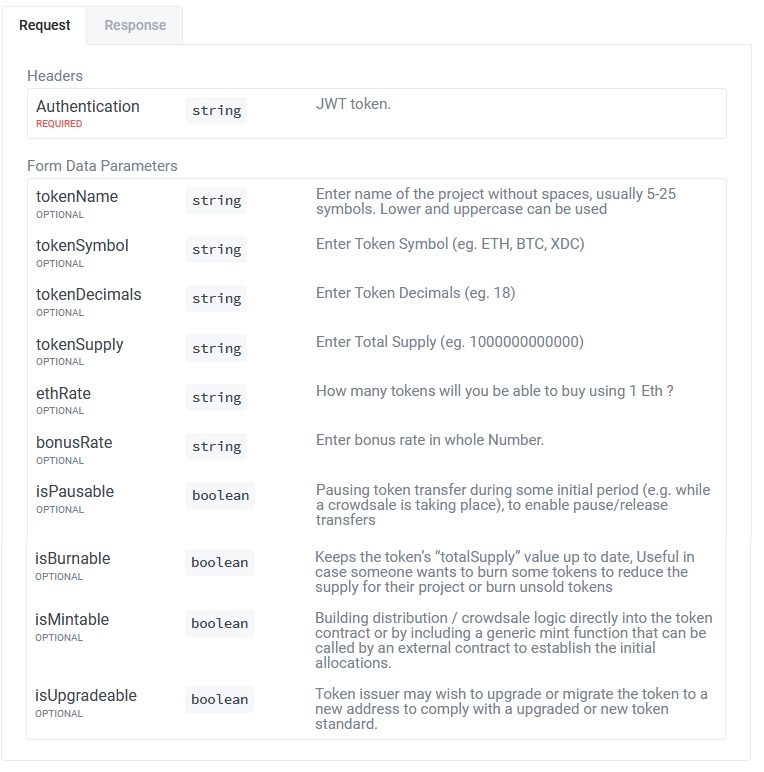 Request
Response
Headers
Authentication
string
JWT token.
REQUIRED
Form Data Parameters
tokenName
string
Enter name of the project without spaces, usually 5-25
symbols. Lower and uppercase can be used
OPTIONAL
tokenSymbol
string
Enter Token Symbol (eg. ETH, BTC, XDC)
OPTIONAL
tokenDecimals
string
Enter Token Decimals (eg. 18)
OPTIONAL
tokenSupply
string
Enter Total Supply (eg. 1000000000000)
OPTIONAL
ethRate
string
How many tokens will you be able to buy using 1 Eth ?
OPTIONAL
bonusRate
string
Enter bonus rate in whole Number.
OPTIONAL
isPausable
boolean
Pausing token transfer during some initial period (e.g. while
a crowdsale is taking place), to enable pause/release
transfers
OPTIONAL
isBurnable
boolean
Keeps the token’s “totalSupply” value up to date, Useful in
case someone wants to burn some tokens to reduce the
supply for their project or burn unsold tokens
OPTIONAL
isMintable
boolean
Building distribution / crowdsale logic directly into the token
contract or by including a generic mint function that can be
called by an external contract to establish the initial
allocations.
OPTIONAL
isUpgradeable
boolean
Token issuer may wish to upgrade or migrate the token to a
new address to comply with a upgraded or new token
standard.
OPTIONAL